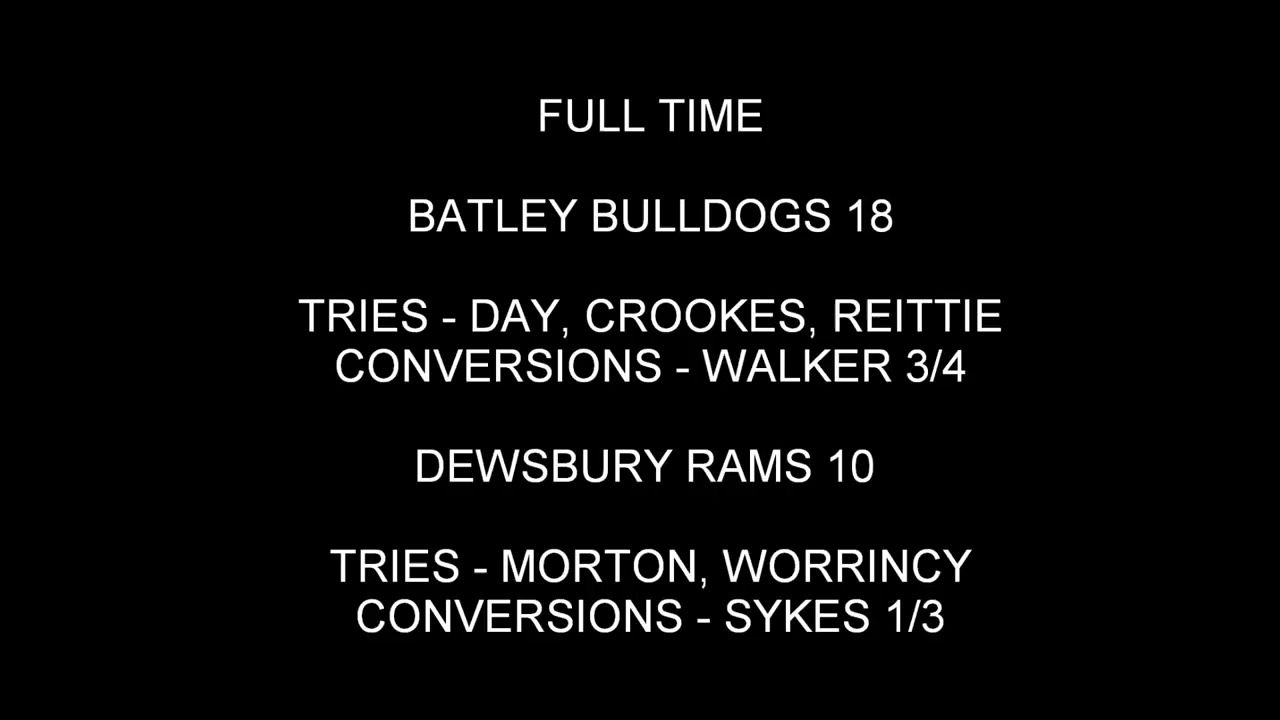 FULL TIME
BATLEY BULLDOGS 18
TRIES - DAY, CROOKES, REITTIE
CONVERSIONS - WALKER 3/4
DEWSBURY RAMS 10
TRIES - MORTON, WORRINCY
CONVERSIONS - SYKES 1/3